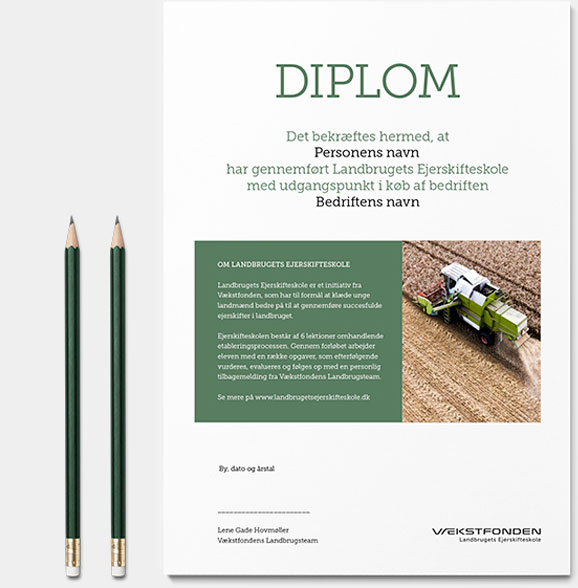 DIPLOM
Det bekræftes hermed, at
Personens navn
har gennemført Landbrugets Ejerskifteskole
med udgangspunkt i køb af bedriften
Bedriftens navn
OM LANDBRUGETS EJERSKIFTESKOLE
Landbrugets Ejerskifteskole er et initiativ fra
Vækstfonden, som har til formål at klæde unge
landmænd bedre på til at gennemføre succesfulde
ejerskifter i landbruget.
Ejerskifteskolen består af 6 lektioner omhandlende
etableringsprocessen. Gennem forløbet arbejder
eleven med en række opgaver, som efterfølgende
vurderes, evalueres og følges op med en personlig
tilbagemelding fra Vækstfondens Landbrugsteam.
Se mere på www.landbrugetsejerskifteskole.dk
By, dato og årstal
Lene Gade Hovmøller
Vækstfondens Landbrugsteam
VÆKSTFONDEN
Landbrugets Ejerskifteskole